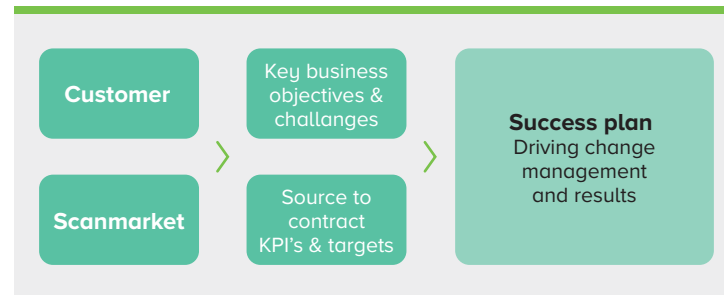 Customer
Key business
objectives &
challanges
Success plan
Driving change
management
and results
Scanmarket
Source to
contract
KPI's & targets